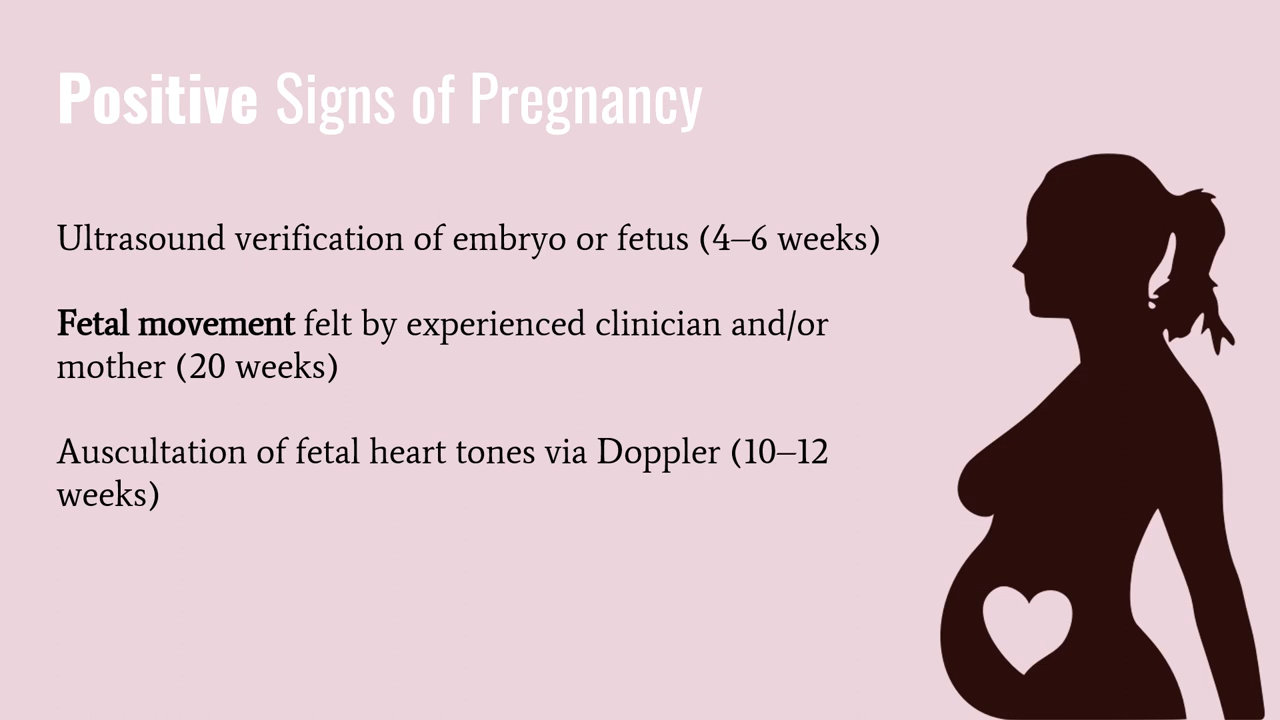 Positive Signs of Pregnancy
Ultrasound verification of embryo or fetus (4–6 weeks)
Fetal movement felt by experienced clinician and/or
mother (20 weeks)
Auscultation of fetal heart tones via Doppler (10–12
weeks)